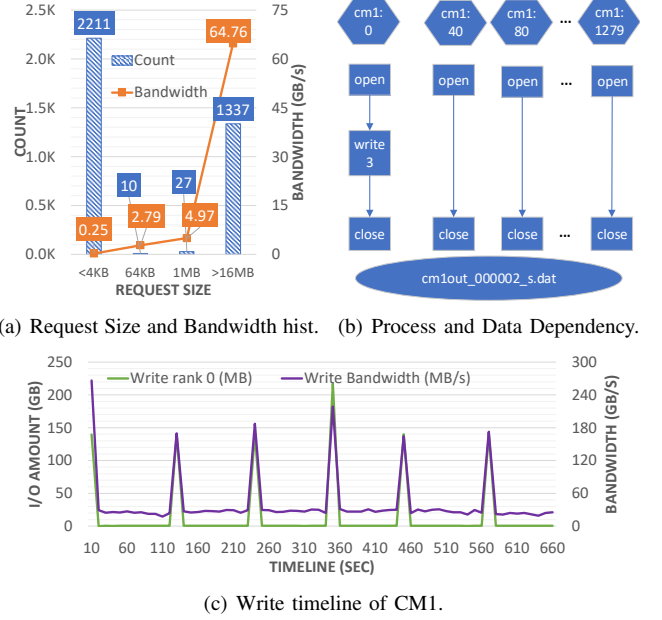 2.5K
2.0K
1.5K
1.0K
0.5K
0.0K
COUNT
2211
10
27
1337
0.25
2.79
4.97
64.76
Count
Bandwidth
75
60
45
30
15
0
BANDWIDTH (GB/s)
<4KB 64KB 1MB >16MB
REQUEST SIZE
cm1: 0
cm1: 40
cm1: 80
...
cm1: 1279
open open open ... open
write 3
close close close ... close
cm1out_000002_s.dat
(a) Request Size and Bandwidth hist. (b) Process and Data Dependency.
250
200
150
100
50
0
I/O AMOUNT (GB)
Write rank 0 (MB) Write Bandwidth (MB/s)
300
240
180
120
60
0
BANDWIDTH (GB/S)
10 60 110 160 210 260 310 360 410 460 510 560 610 660
TIMELINE (SEC)
(c) Write timeline of CM1.